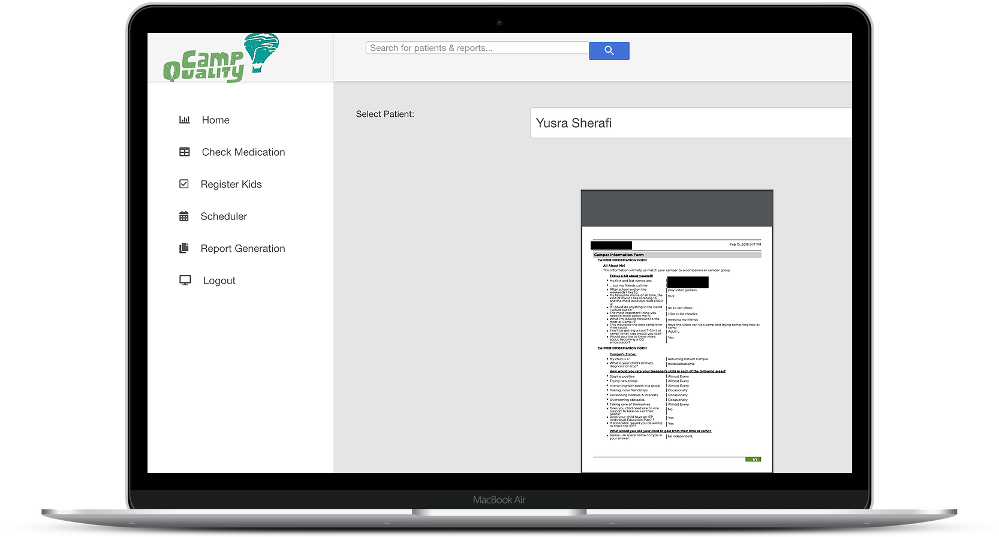 Camp
Quality
Search for patients & reports...
Home
Check Medication
Register Kids
Scheduler
Report Generation
Logout
Select Patient:
Yusra Sherafi
Feb 15, 2018 9:17 PM
Camper Information Form
CAMPER INFORMATION FORM
All About Me!
This information will help us match your camper to a companion or camper group
Tell us a bit about yourself!
My first and last names are:
... but my friends call me
After school and on the
weekends I like to:
play video gamess
My favourite movie of all time, the
kind of music I like listening to,
and the most delicious food EVER
is:
thor
If I could do anything in the world
I would like to:
go to san diego
The most important thing you
need to know about me is:
i like to be creative
What I'm looking forward to the
most at Camp is:
meeting my friends
This would be the best camp ever
if we could:
have the video van visit camp and trying something new at
camp
You'll be getting a cool T-Shirt at
camp! What' size would you like?
Adult L
Would you like to know more
about becoming a CQ
ambassador?
Yes
CAMPER INFORMATION FORM
Camper's Status:
My child is a:
Returning Patient Camper
What is your child's primary
diagnosis (if any)?
medullablastoma
How would you rate your teenager's skills in each of the following areas?
Staying positive
Almost Every
Trying new things
Almost Every
Interacting with peers in a group
Almost Every
Making close friendships
Occasionally
Developing hobbies & interests
Occasionally
Overcoming obstacles
Occasionally
Taking care of themselves
Almost Every
Does you child need one to one
support to take care of their
needs?
No
Does your child have an IEP
(Individual Education Plan) ?
Yes
If applicable, would you be willing
to share the IEP?
Yes
What would you like your child to gain from their time at camp?
please use space below to type in
your answer:
be independent,
1/1
MacBook Air